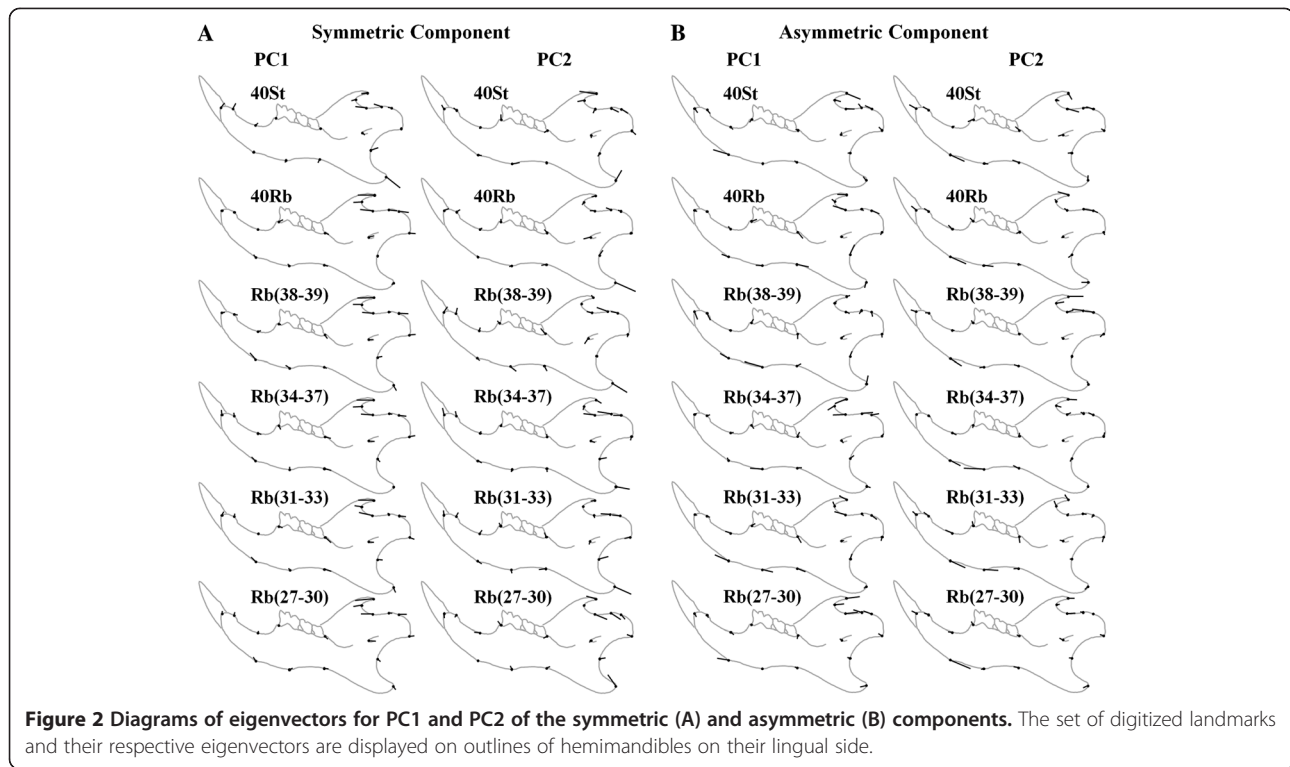 A Symmetric Component B Asymmetric Component
PC1 PC2 PC1 PC2
40St 40St 40St 40St
40Rb 40Rb 40Rb 40Rb
Rb(38-39) Rb(38-39) Rb(38-39) Rb(38-39)
Rb(34-37) Rb(34-37) Rb(34-37) Rb(34-37)
Rb(31-33) Rb(31-33) Rb(31-33) Rb(31-33)
Rb(27-30) Rb(27-30) Rb(27-30) Rb(27-30)
Figure 2 Diagrams of eigenvectors for PC1 and PC2 of the symmetric (A) and asymmetric (B) components. The set of digitized landmarks
and their respective eigenvectors are displayed on outlines of hemimandibles on their lingual side.